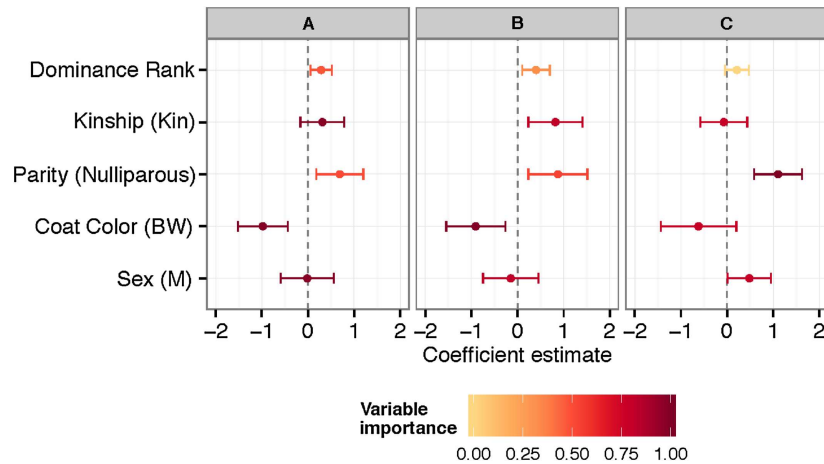 A B C
Dominance Rank
Kinship (Kin)
Parity (Nulliparous)
Coat Color (BW)
Sex (M)
−2 −1 0 1 2 −2 −1 0 1 2 −2 −1 0 1 2
Coefficient estimate
Variable
importance
0.00 0.25 0.50 0.75 1.00